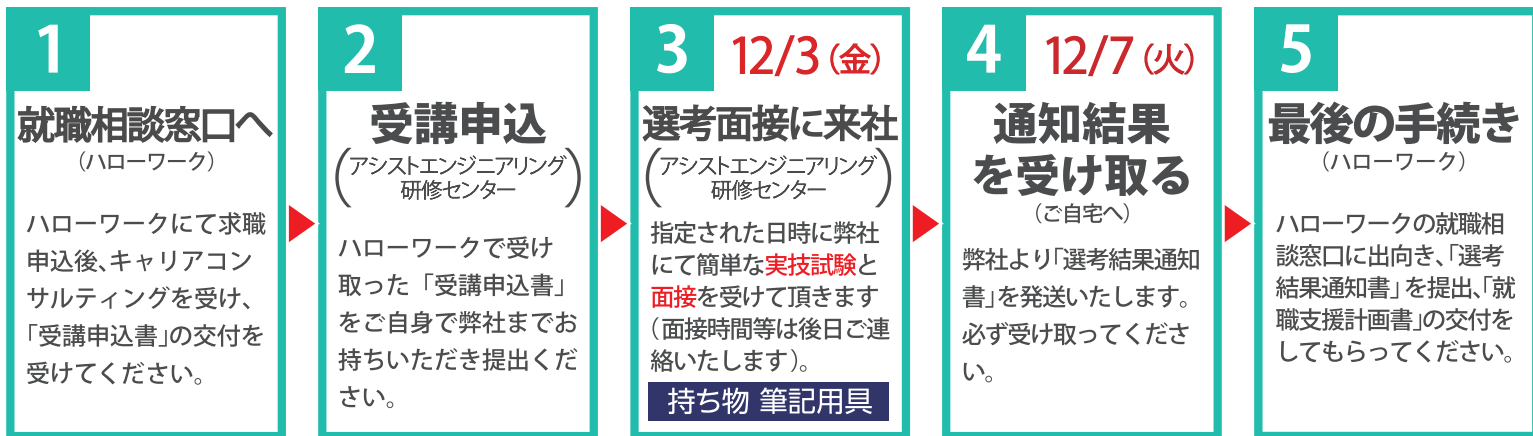 1
就職相談窓口へ
（ハローワーク）
ハローワークにて求職
申込後、キャリアコン
サルティングを受け、
「受講申込書」の交付を
受けてください。
2
受講申込
（アシストエンジニアリング
研修センター）
ハローワークで受け
取った「受講申込書」
をご自身で弊社までお
持ちいただき提出くだ
さい。
3
12/3（金）
選考面接に来社
（アシストエンジニアリング
研修センター）
指定された日時に弊社
にて簡単な実技試験と
面接を受けて頂きます
（面接時間等は後日ご連
絡いたします）。
持ち物 筆記用具
4
12/7（火）
通知結果
を受け取る
（ご自宅へ）
弊社より「選考結果通知
書」を発送いたします。
必ず受け取ってくださ
い。
5
最後の手続き
（ハローワーク）
ハローワークの就職相
談窓口に出向き、「選考
結果通知書」を提出、「就
職支援計画書」の交付を
してもらってください。